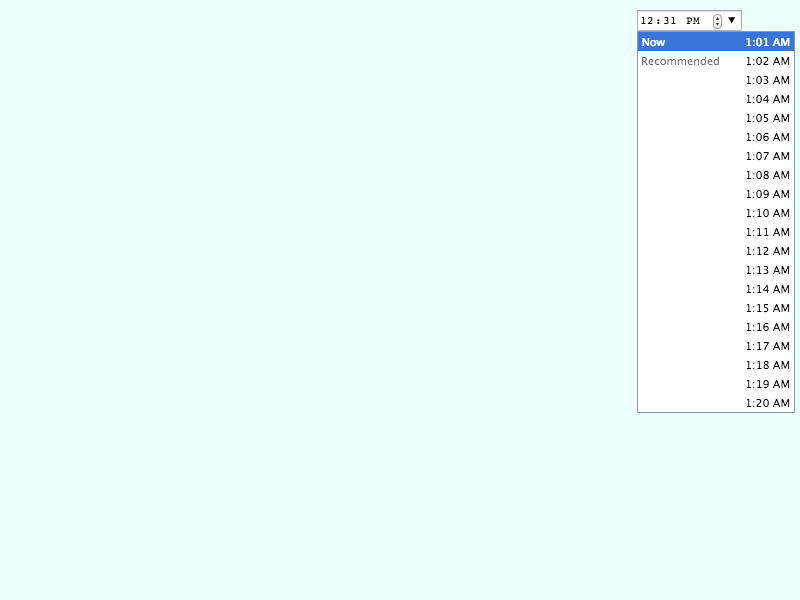 12:31 PM
Now 1:01 AM
Recommended 1:02 AM
1:03 AM
1:04 AM
1:05 AM
1:06 AM
1:07 AM
1:08 AM
1:09 AM
1:10 AM
1:11 AM
1:12 AM
1:13 AM
1:14 AM
1:15 AM
1:16 AM
1:17 AM
1:18 AM
1:19 AM
1:20 AM